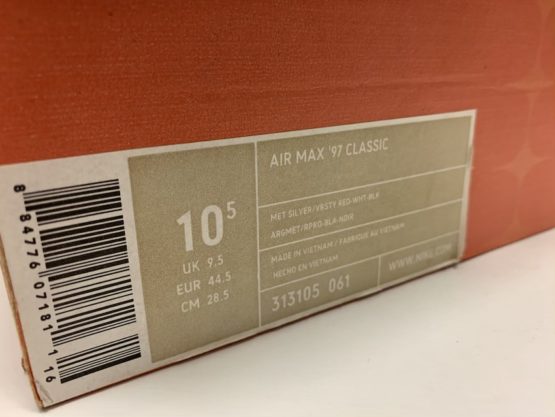 8 84776 07181 1 16
10⁵
UK 9.5
EUR 44.5
CM 28.5
AIR MAX '97 CLASSIC
MET SILVER/VRSTY RED-WHT-BLK
ARGMET/RPRO-BLA-NOIR
MADE IN VIETNAM / FABRIQUE AU VIETNAM
HECHO EN VIETNAM
313105 061
WWW.NIKE.COM